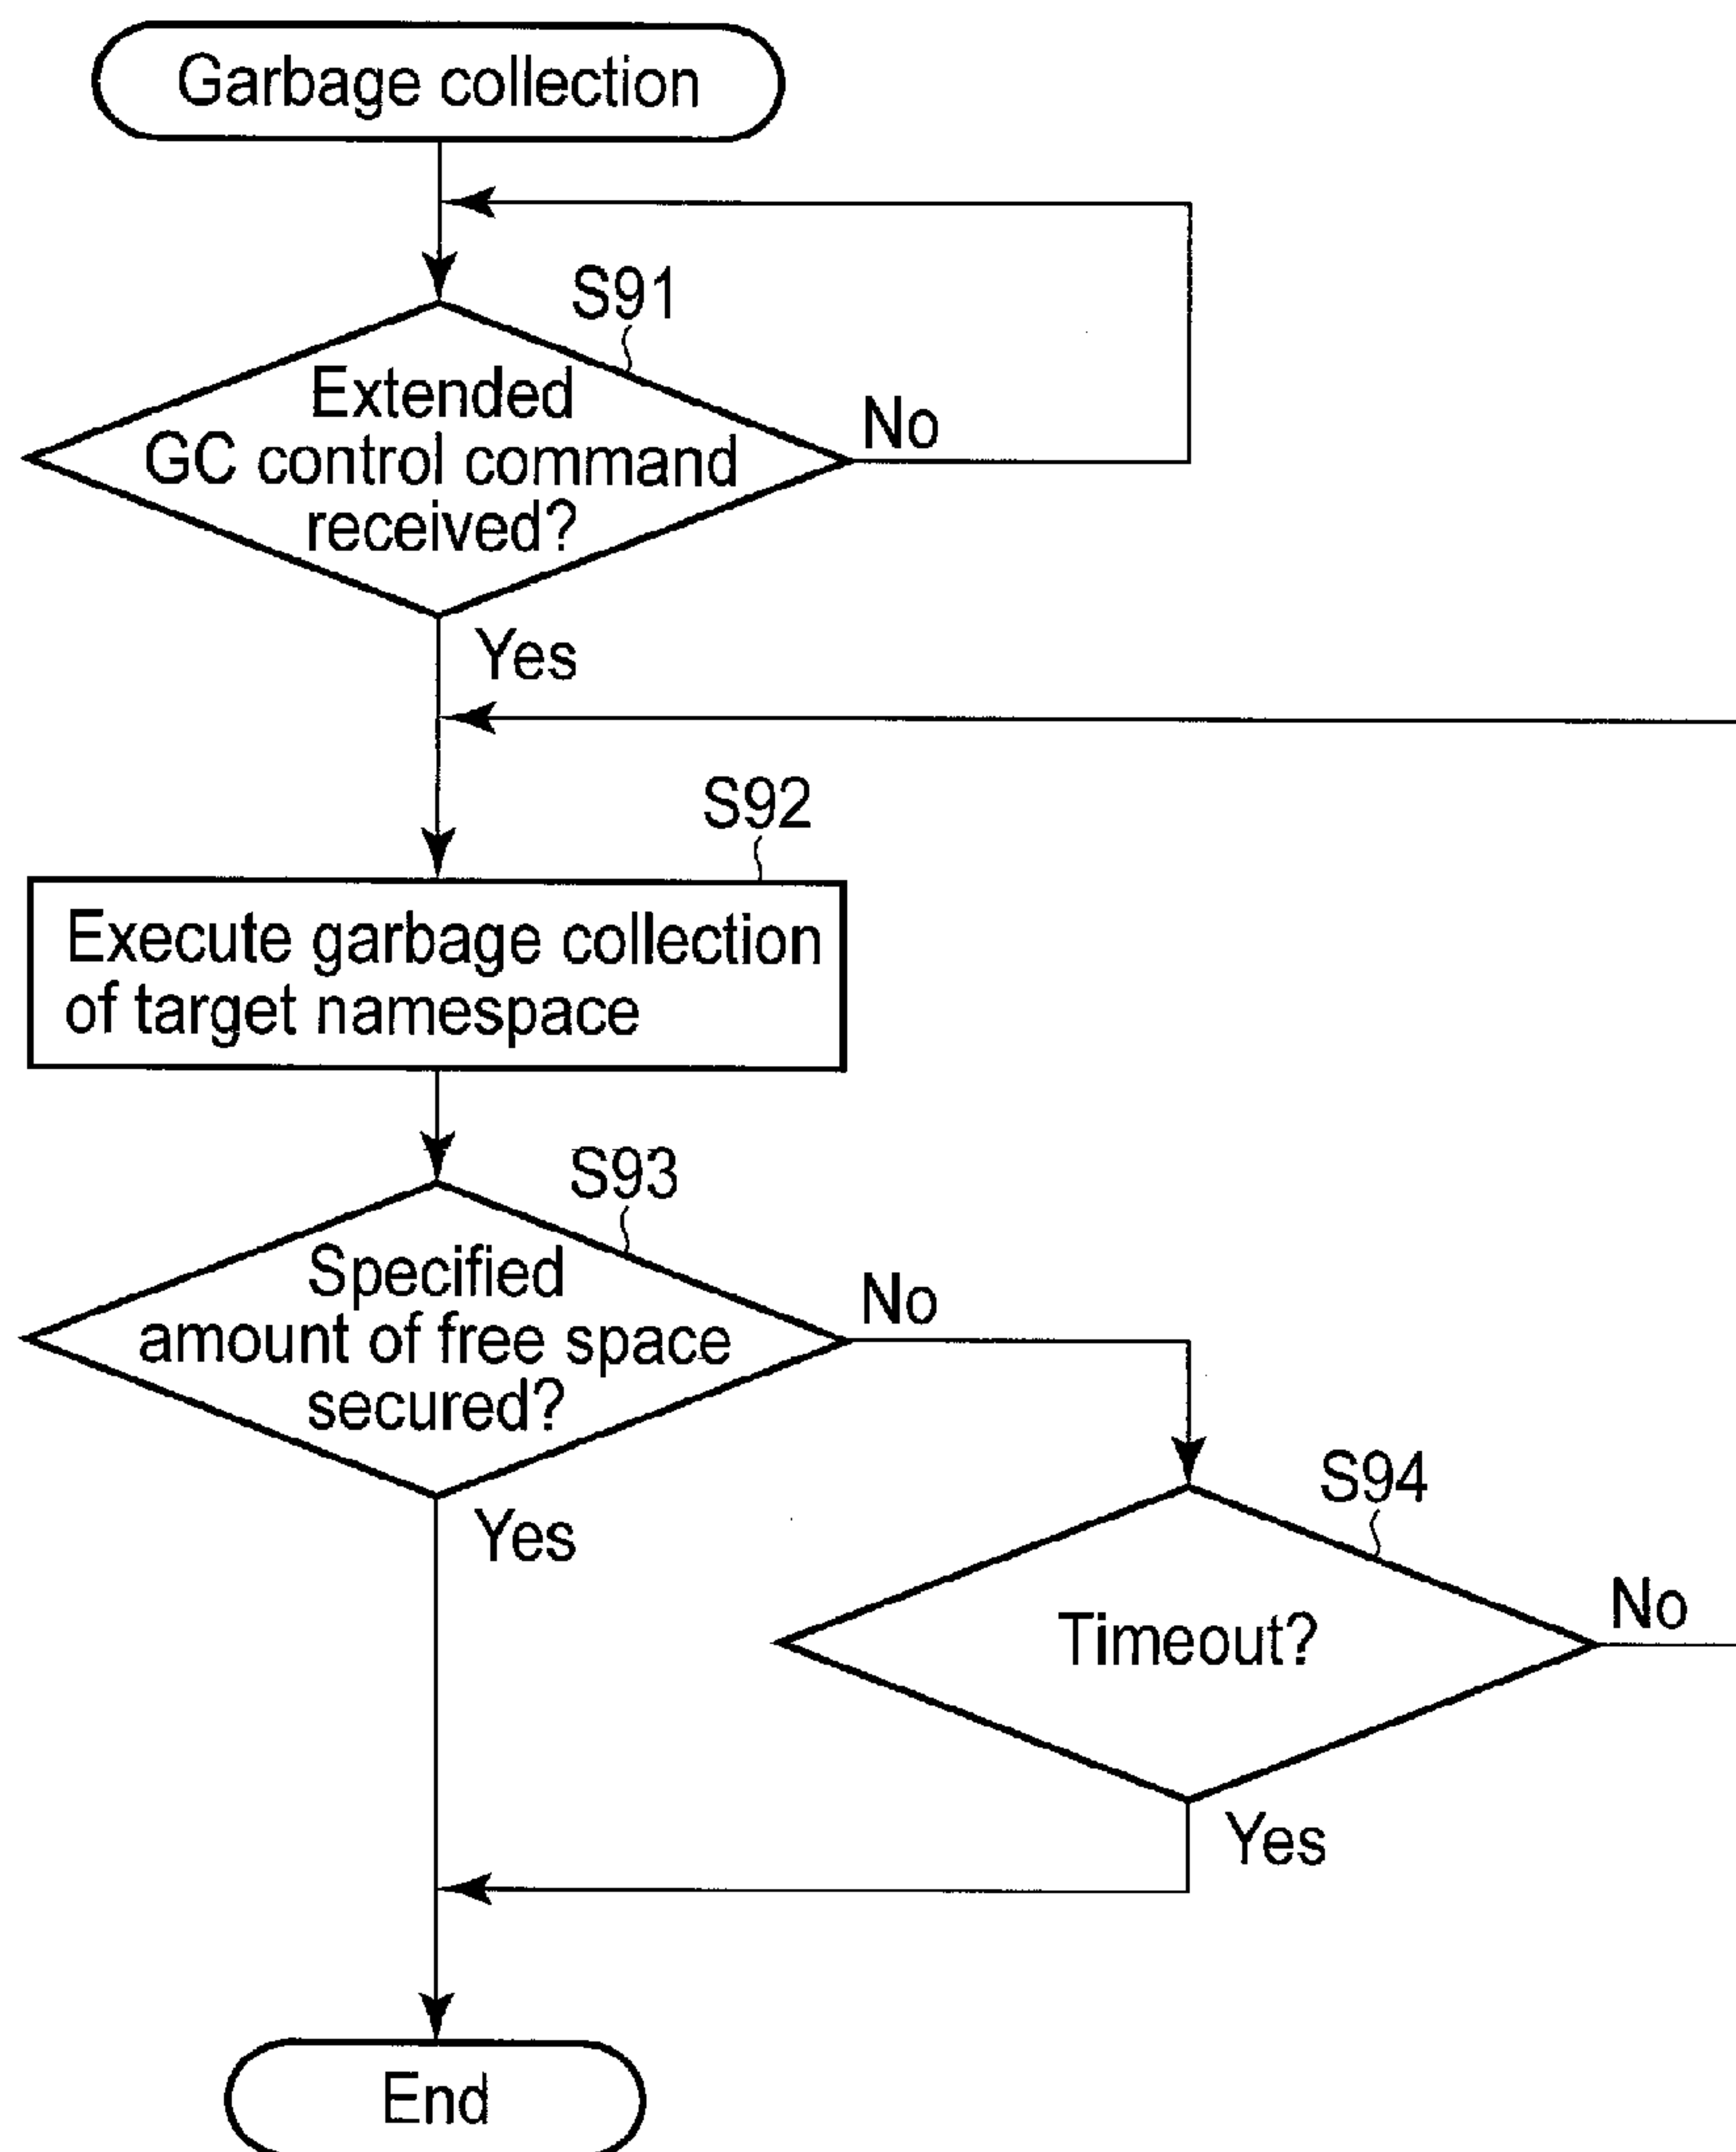 Garbage collection
S91
Extended
GC control command
received?
No
Yes
S92
Execute garbage collection
of target namespace
S93
Specified
amount of free space
secured?
No
Yes
S94
Timeout?
No
Yes
End